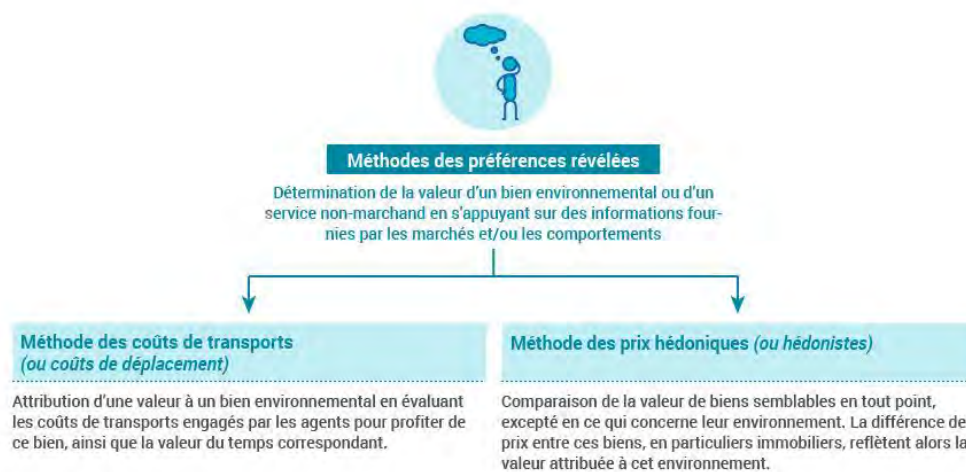 Méthodes des préférences révélées
Détermination de la valeur d'un bien environnemental ou d'un
service non-marchand en s'appuyant sur des informations four-
nies par les marchés et/ou les comportements
Méthode des coûts de transports
(ou coûts de déplacement)
Attribution d'une valeur à un bien environnemental en évaluant
les coûts de transports engagés par les agents pour profiter de
ce bien, ainsi que la valeur du temps correspondant.
Méthode des prix hédoniques (ou hédonistes)
Comparaison de la valeur de biens semblables en tout point,
excepté en ce qui concerne leur environnement. La différence de
prix entre ces biens, en particuliers immobiliers, reflètent alors la
valeur attribuée à cet environnement.